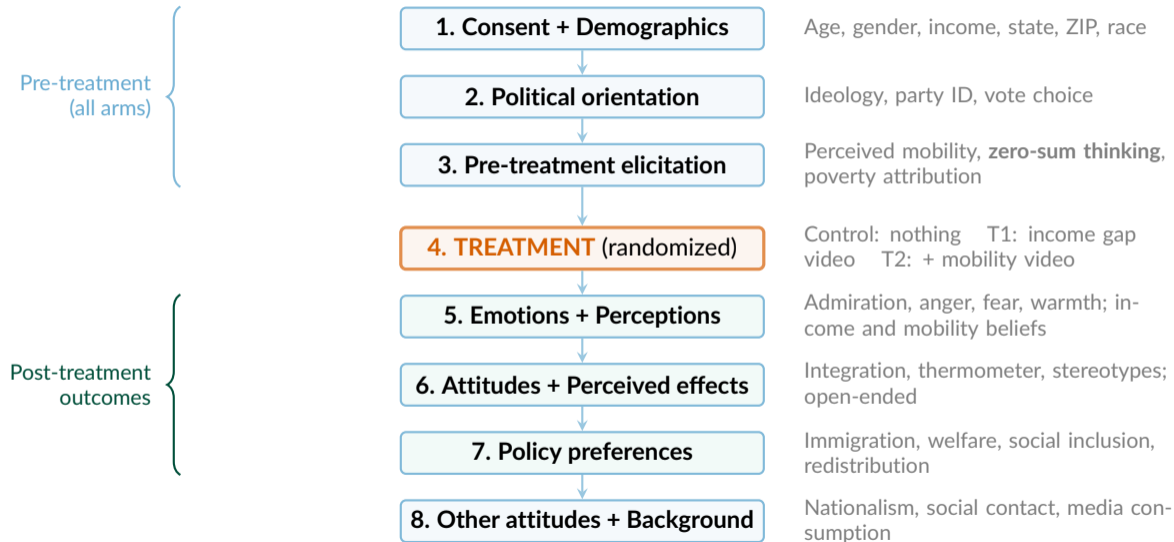 Pre-treatment
(all arms)
1. Consent + Demographics
Age, gender, income, state, ZIP, race
2. Political orientation
Ideology, party ID, vote choice
3. Pre-treatment elicitation
Perceived mobility, zero-sum thinking,
poverty attribution
4. TREATMENT (randomized)
Control: nothing T1: income gap
video T2: + mobility video
Post-treatment
outcomes
5. Emotions + Perceptions
Admiration, anger, fear, warmth; in-
come and mobility beliefs
6. Attitudes + Perceived effects
Integration, thermometer, stereotypes;
open-ended
7. Policy preferences
Immigration, welfare, social inclusion,
redistribution
8. Other attitudes + Background
Nationalism, social contact, media con-
sumption